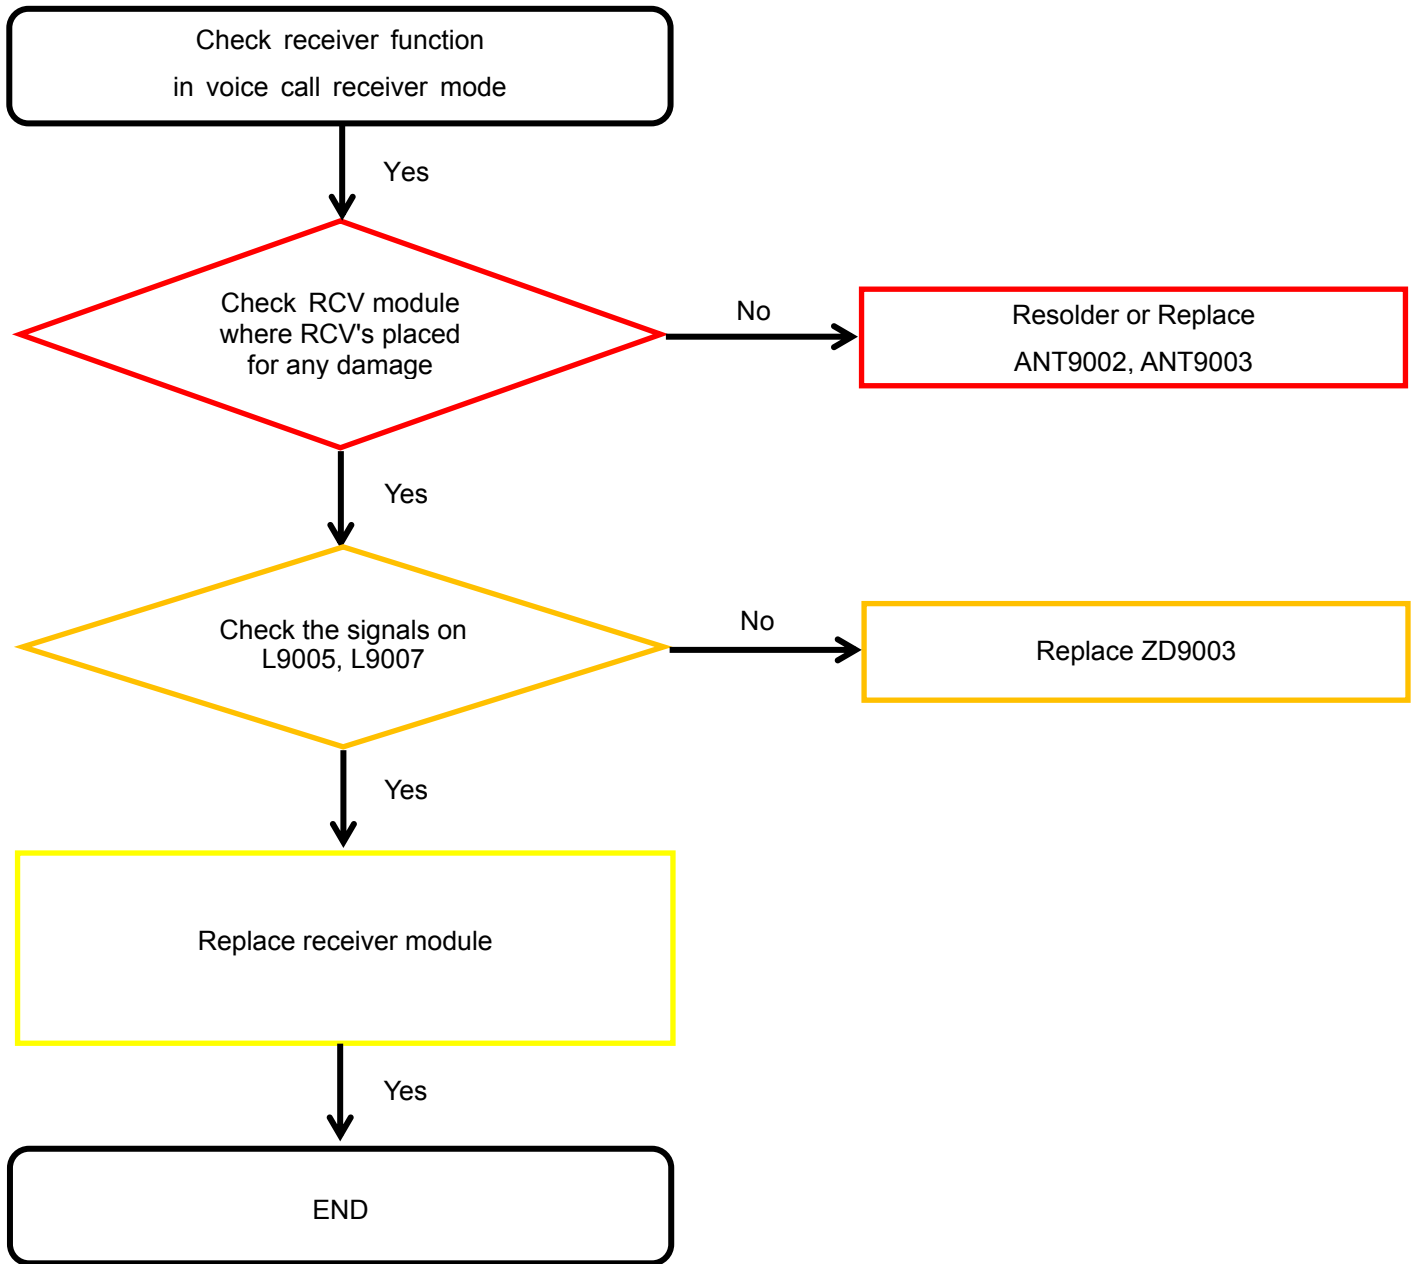 Check receiver function
in voice call receiver mode
Yes
Check RCV module
where RCV's placed
for any damage
No
Resolder or Replace
ANT9002, ANT9003
Yes
Check the signals on
L9005, L9007
No
Replace ZD9003
Yes
Replace receiver module
Yes
END